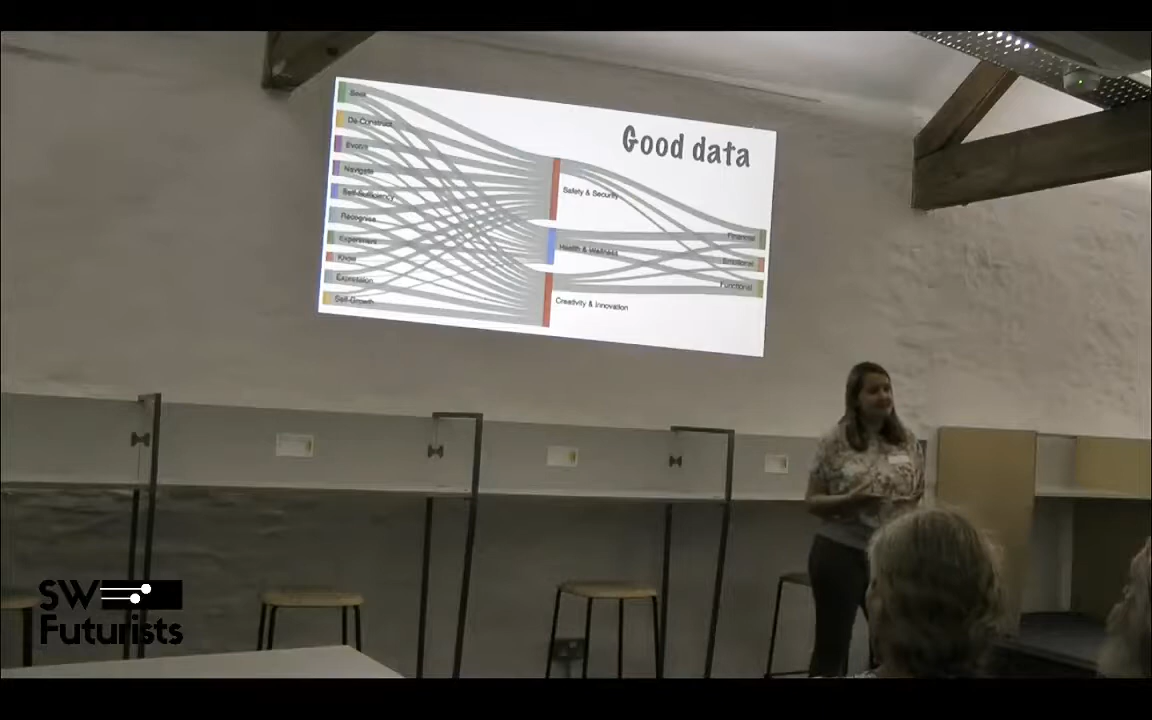 Good data
Seek
De-Construct
Evolve
Navigate
Self-Sufficiency
Recognise
Experiment
Know
Expression
Self-Growth
Safety & Security
Health & Wellness
Creativity & Innovation
Financial
Emotional
Functional
SW
Futurists